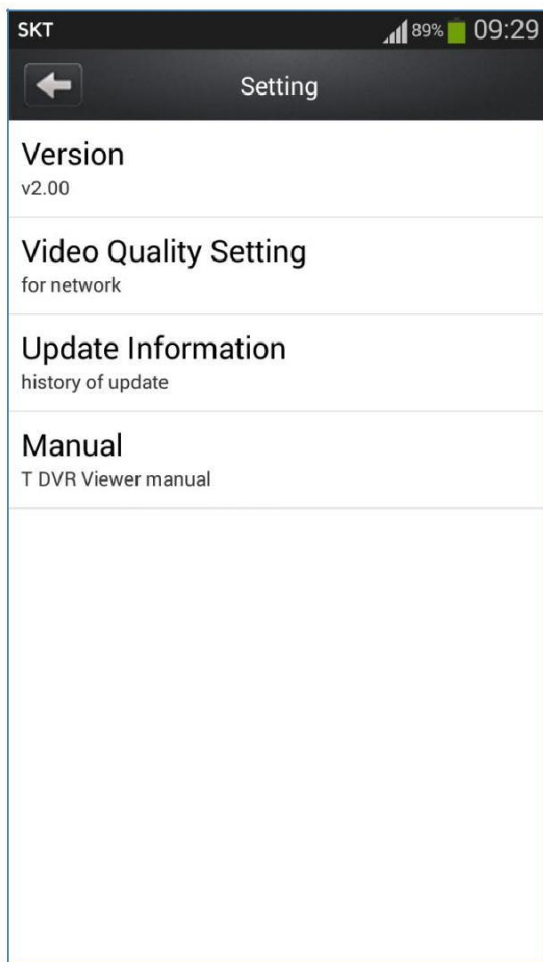 SKT 89% 09:29
Setting
Version
v2.00
Video Quality Setting
for network
Update Information
history of update
Manual
T DVR Viewer manual